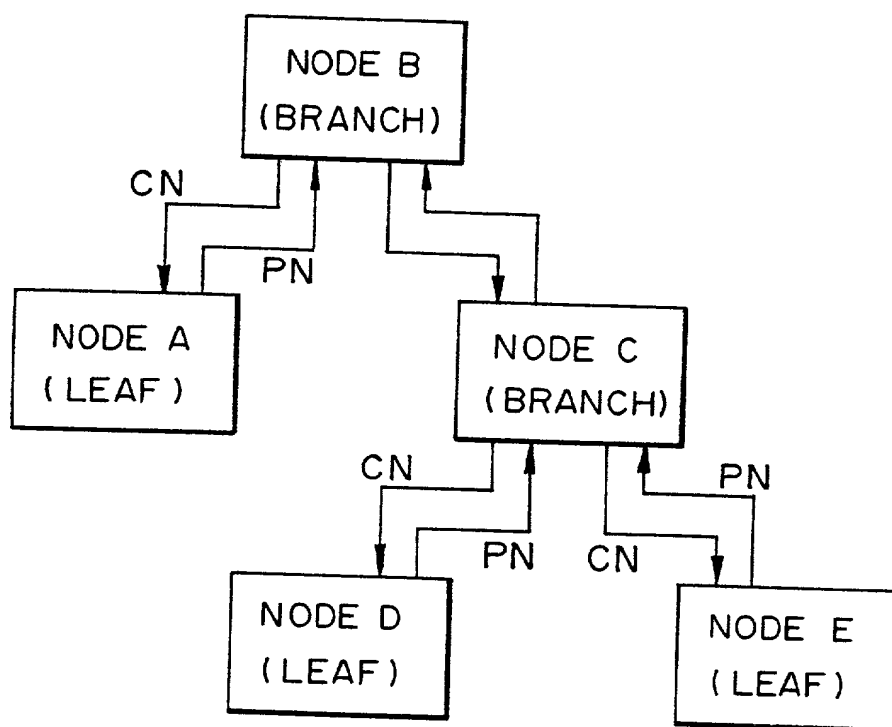 NODE B
(BRANCH)
CN
PN
NODE A
(LEAF)
NODE C
(BRANCH)
CN
PN
CN
PN
NODE D
(LEAF)
NODE E
(LEAF)